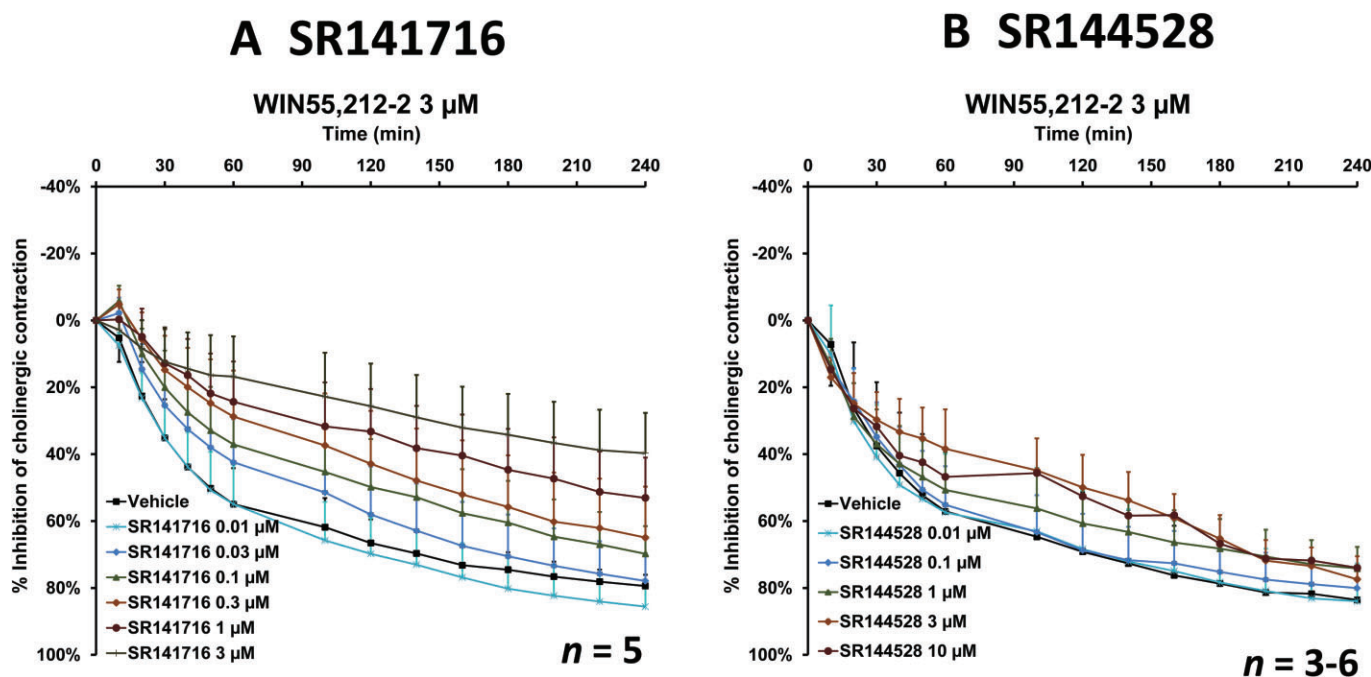 A SR141716
WIN55,212-2 3 µM
Time (min)
0 30 60 90 120 150 180 210 240
-40%
-20%
0%
20%
40%
60%
80%
100%
% Inhibition of cholinergic contraction
Vehicle
SR141716 0.01 µM
SR141716 0.03 µM
SR141716 0.1 µM
SR141716 0.3 µM
SR141716 1 µM
SR141716 3 µM
n = 5
B SR144528
WIN55,212-2 3 µM
Time (min)
0 30 60 90 120 150 180 210 240
-40%
-20%
0%
20%
40%
60%
80%
100%
% Inhibition of cholinergic contraction
Vehicle
SR144528 0.01 µM
SR144528 0.1 µM
SR144528 1 µM
SR144528 3 µM
SR144528 10 µM
n = 3-6